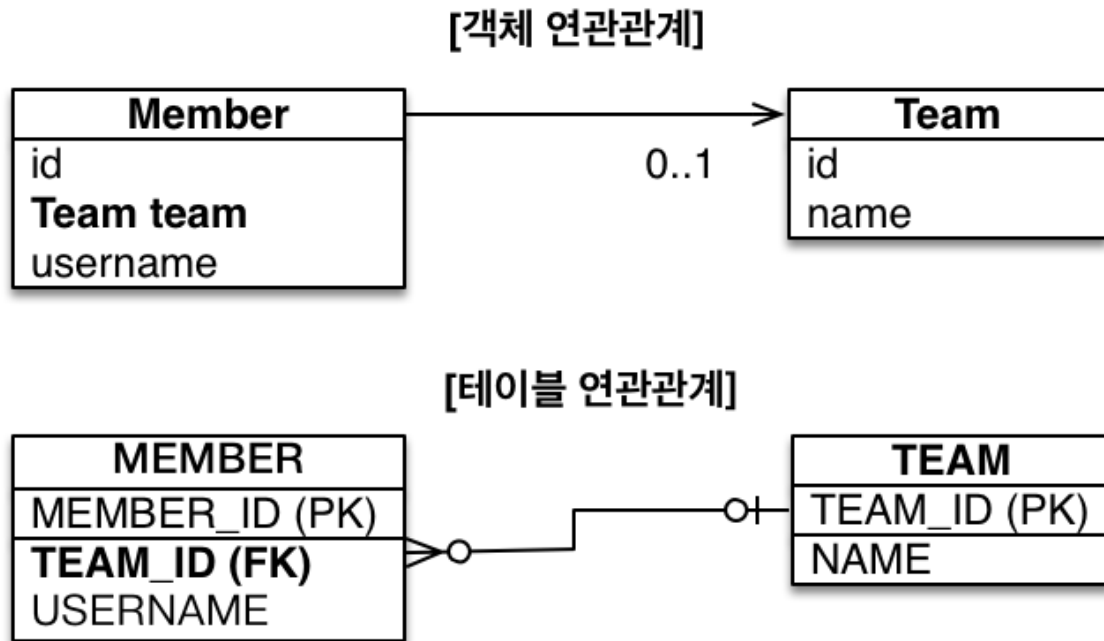 [객체 연관관계]
Member
id
Team team
username
0..1
Team
id
name
[테이블 연관관계]
MEMBER
MEMBER_ID (PK)
TEAM_ID (FK)
USERNAME
TEAM
TEAM_ID (PK)
NAME